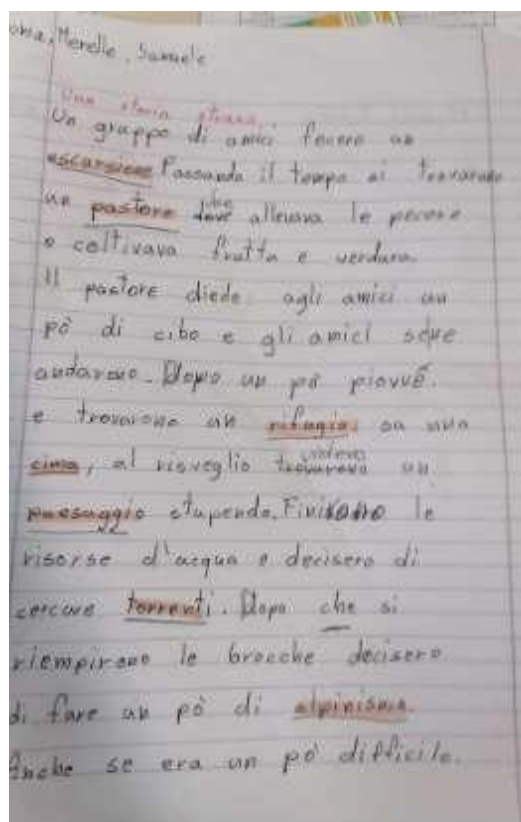 Merelle, Samuele
Una storia strana
Un gruppo di amici fecero un
escursione Passando il tempo si trovarono
un pastore che allevava le pecore
e coltivava frutta e verdura.
Il pastore diede agli amici un
pò di cibo e gli amici se ne
andarono. Dopo un pò piovvè.
e trovarono un rifugio su una
cima, al risveglio videro un
paesaggio stupendo. Finirono le
risorse d'acqua e decisero di
cercare torrenti. Dopo che si
riempirono le brocche decisero
di fare un pò di alpinismo.
Anche se era un pò difficile.